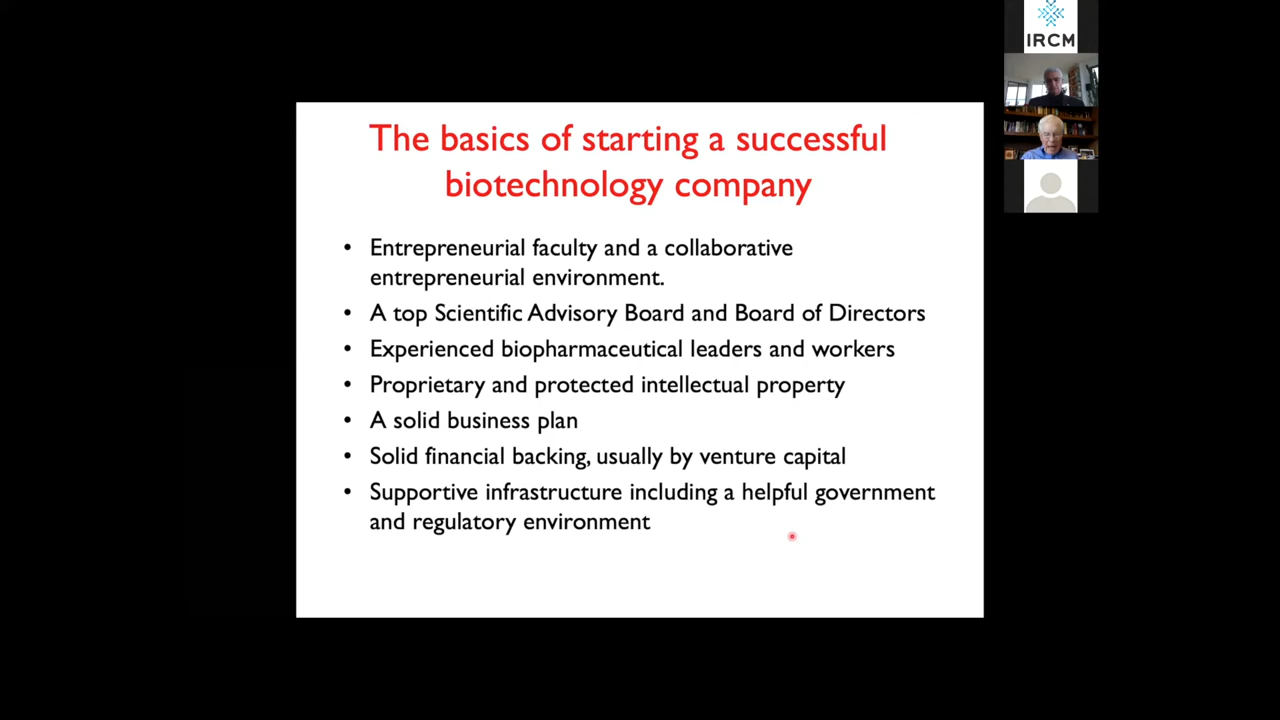 IRCM
The basics of starting a successful
biotechnology company
• Entrepreneurial faculty and a collaborative
entrepreneurial environment.
• A top Scientific Advisory Board and Board of Directors
• Experienced biopharmaceutical leaders and workers
• Proprietary and protected intellectual property
• A solid business plan
• Solid financial backing, usually by venture capital
• Supportive infrastructure including a helpful government
and regulatory environment